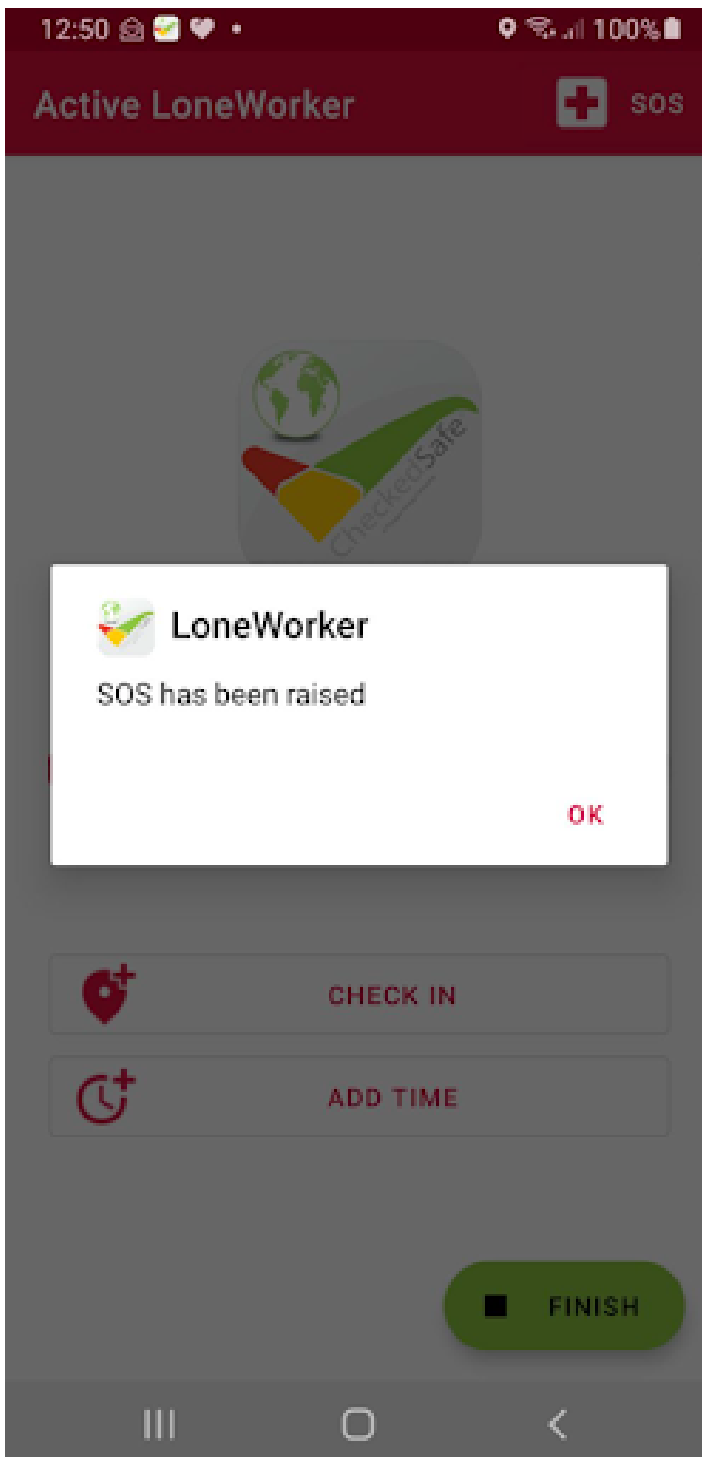 12:50
100%
Active LoneWorker
SOS
CheckedSafe
LoneWorker
SOS has been raised
OK
CHECK IN
ADD TIME
FINISH